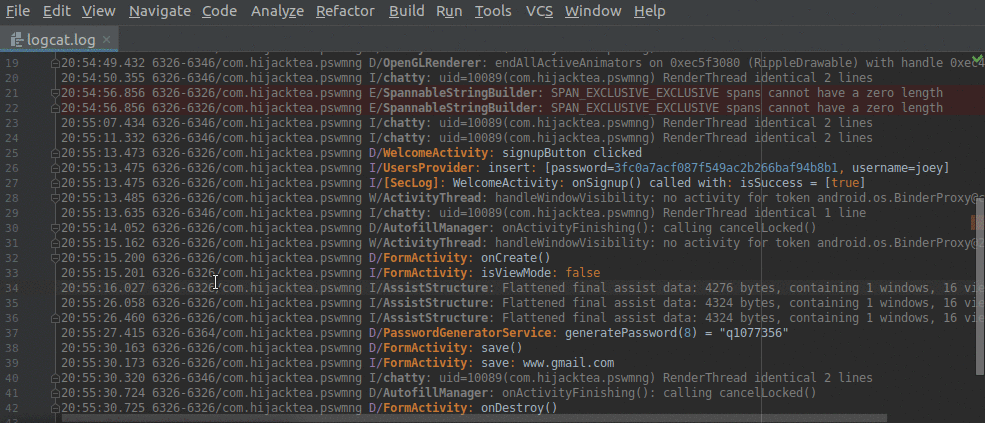 File Edit View Navigate Code Analyze Refactor Build Run Tools VCS Window Help
logcat.log
19 20:54:49.432 6326-6346/com.hijacktea.pswmng D/OpenGLRenderer: endAllActiveAnimators on 0xec5f3080 (RippleDrawable) with handle 0xec4
20 20:54:50.355 6326-6346/com.hijacktea.pswmng I/chatty: uid=10089(com.hijacktea.pswmng) RenderThread identical 2 lines
21 20:54:56.856 6326-6326/com.hijacktea.pswmng E/SpannableStringBuilder: SPAN_EXCLUSIVE_EXCLUSIVE spans cannot have a zero length
22 20:54:56.856 6326-6326/com.hijacktea.pswmng E/SpannableStringBuilder: SPAN_EXCLUSIVE_EXCLUSIVE spans cannot have a zero length
23 20:55:07.434 6326-6346/com.hijacktea.pswmng I/chatty: uid=10089(com.hijacktea.pswmng) RenderThread identical 2 lines
24 20:55:11.332 6326-6346/com.hijacktea.pswmng I/chatty: uid=10089(com.hijacktea.pswmng) RenderThread identical 2 lines
25 20:55:13.473 6326-6326/com.hijacktea.pswmng D/WelcomeActivity: signupButton clicked
26 20:55:13.475 6326-6326/com.hijacktea.pswmng I/UsersProvider: insert: [password=3fc0a7acf087f549ac2b266baf94b8b1, username=joey]
27 20:55:13.475 6326-6326/com.hijacktea.pswmng I/[SecLog]: WelcomeActivity: onSignup() called with: isSuccess = [true]
28 20:55:13.485 6326-6326/com.hijacktea.pswmng W/ActivityThread: handleWindowVisibility: no activity for token android.os.BinderProxy@
29 20:55:13.635 6326-6346/com.hijacktea.pswmng I/chatty: uid=10089(com.hijacktea.pswmng) RenderThread identical 1 line
30 20:55:14.052 6326-6326/com.hijacktea.pswmng D/AutofillManager: onActivityFinishing(): calling cancelLocked()
31 20:55:15.162 6326-6326/com.hijacktea.pswmng W/ActivityThread: handleWindowVisibility: no activity for token android.os.BinderProxy@
32 20:55:15.200 6326-6326/com.hijacktea.pswmng D/FormActivity: onCreate()
33 20:55:15.201 6326-6326/com.hijacktea.pswmng I/FormActivity: isViewMode: false
34 20:55:16.027 6326-6326/com.hijacktea.pswmng I/AssistStructure: Flattened final assist data: 4276 bytes, containing 1 windows, 16 vie
35 20:55:26.058 6326-6326/com.hijacktea.pswmng I/AssistStructure: Flattened final assist data: 4324 bytes, containing 1 windows, 16 vie
36 20:55:26.460 6326-6326/com.hijacktea.pswmng I/AssistStructure: Flattened final assist data: 4324 bytes, containing 1 windows, 16 vie
37 20:55:27.415 6326-6364/com.hijacktea.pswmng D/PasswordGeneratorService: generatePassword(8) = "q1077356"
38 20:55:30.163 6326-6326/com.hijacktea.pswmng D/FormActivity: save()
39 20:55:30.173 6326-6326/com.hijacktea.pswmng I/FormActivity: save: www.gmail.com
40 20:55:30.320 6326-6346/com.hijacktea.pswmng I/chatty: uid=10089(com.hijacktea.pswmng) RenderThread identical 2 lines
41 20:55:30.724 6326-6326/com.hijacktea.pswmng D/AutofillManager: onActivityFinishing(): calling cancelLocked()
42 20:55:30.725 6326-6326/com.hijacktea.pswmng D/FormActivity: onDestroy()